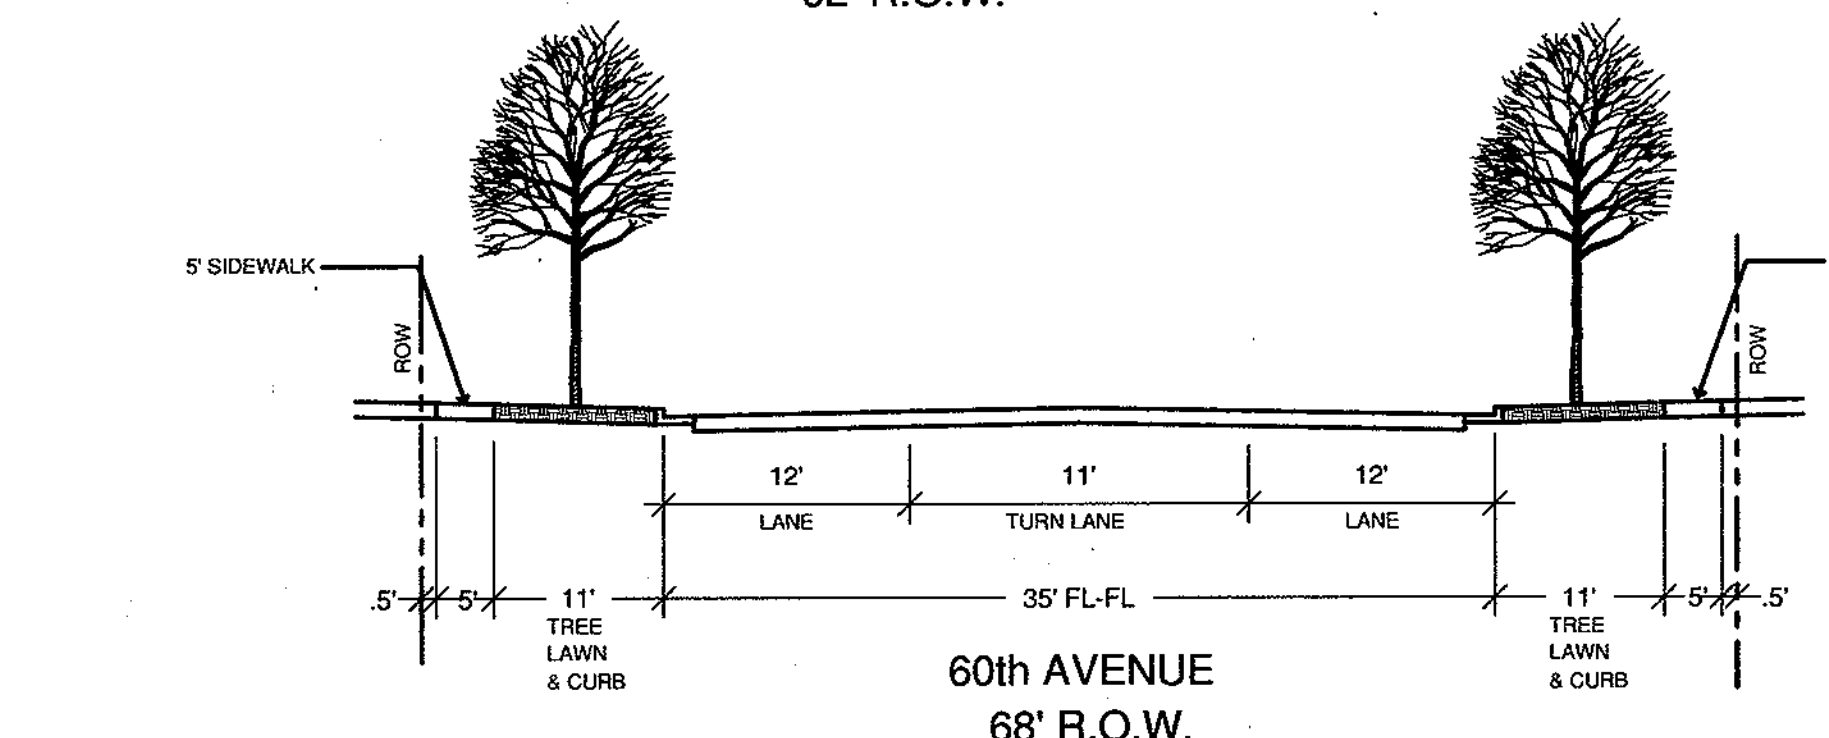 R.O.W.
5' SIDEWALK
ROW
ROW
12'
11'
12'
LANE
TURN LANE
LANE
.5'
5'
11'
35' FL-FL
11'
5'
.5'
TREE
LAWN
& CURB
TREE
LAWN
& CURB
60th AVENUE
68' R.O.W.